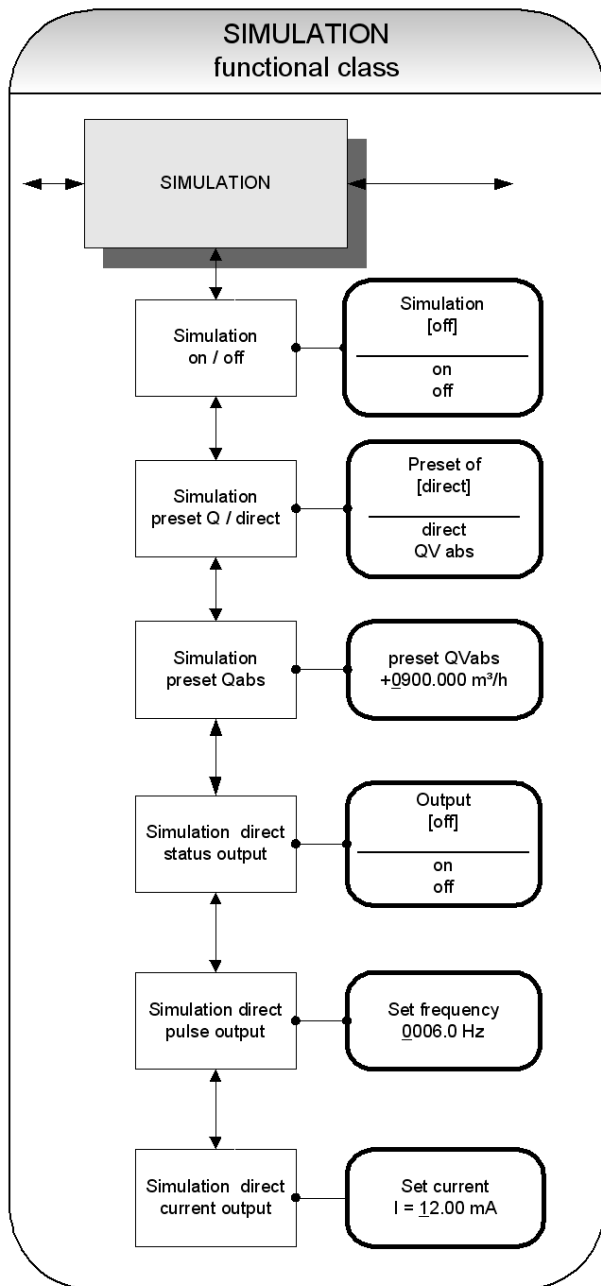 SIMULATION
functional class
SIMULATION
Simulation
on / off
Simulation
[off]
on
off
Simulation
preset Q / direct
Preset of
[direct]
direct
QV abs
Simulation
preset Qabs
preset QVabs
+0900.000 m³/h
Simulation direct
status output
Output
[off]
on
off
Simulation direct
pulse output
Set frequency
0006.0 Hz
Simulation direct
current output
Set current
I = 12.00 mA